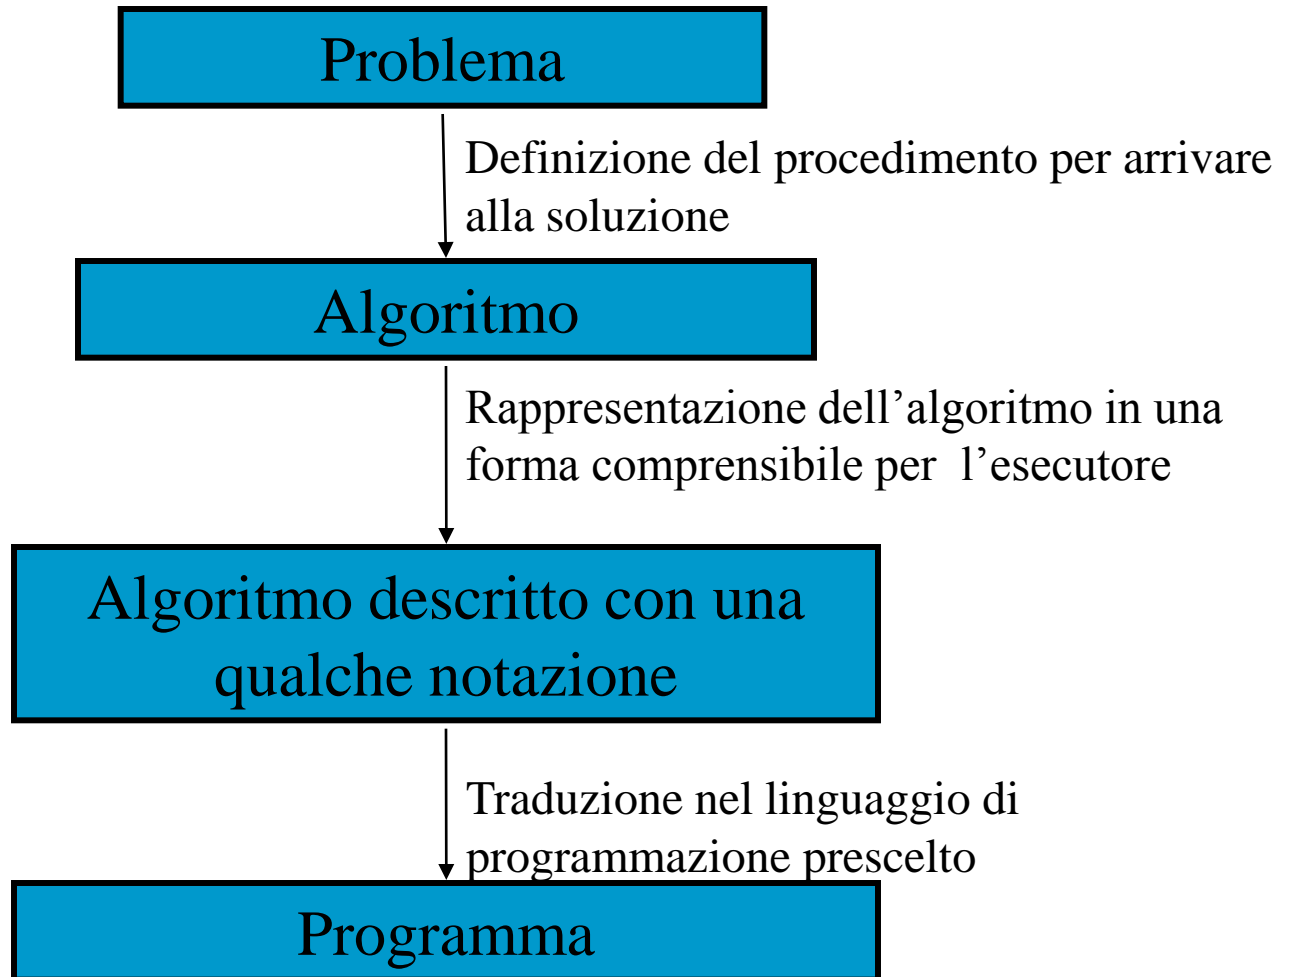 Problema
Definizione del procedimento per arrivare
alla soluzione
Algoritmo
Rappresentazione dell’algoritmo in una
forma comprensibile per  l’esecutore
Algoritmo descritto con una
qualche notazione
Traduzione nel linguaggio di
programmazione prescelto
Programma